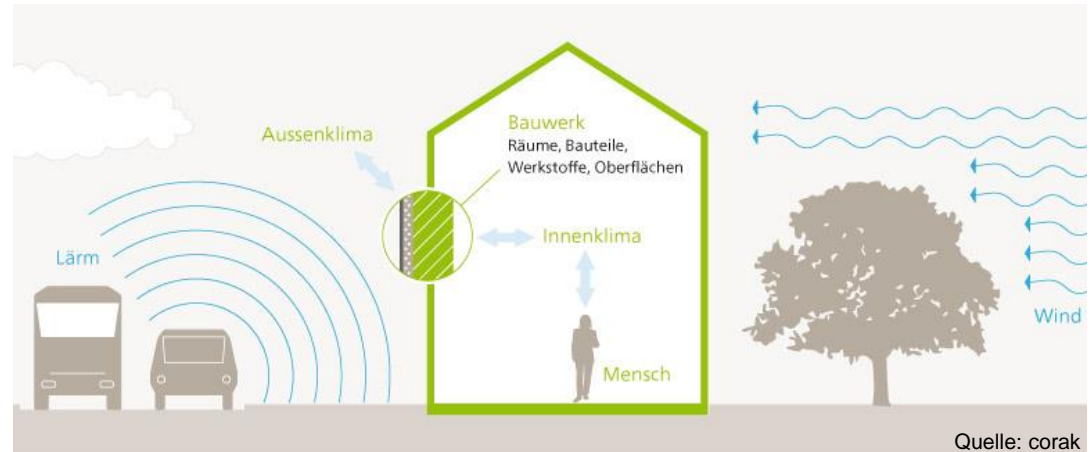 Aussenklima
Bauwerk
Räume, Bauteile,
Werkstoffe, Oberflächen
Innenklima
Lärm
Wind
Mensch
Quelle: corak